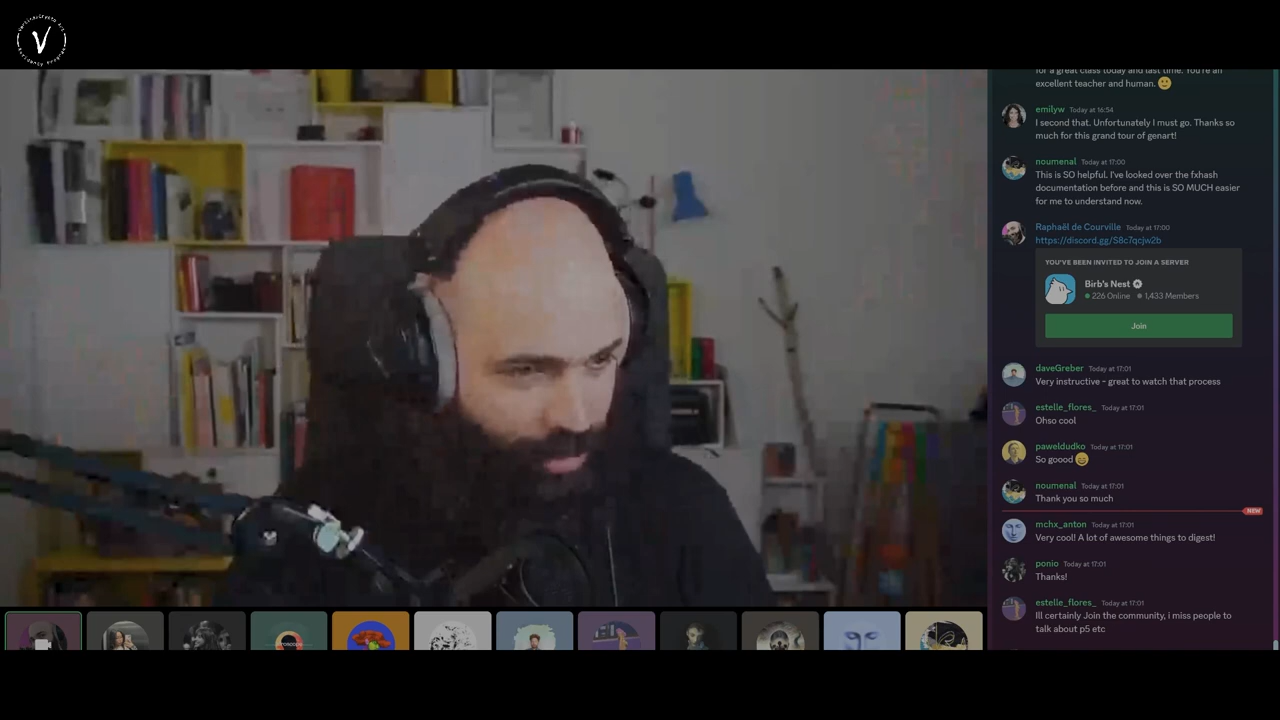 V
for a great class today and last time. You're an
excellent teacher and human.
emilyw Today at 16:54
I second that. Unfortunately I must go. Thanks so
much for this grand tour of genart!
noumenal Today at 17:00
This is SO helpful. I've looked over the fxhash
documentation before and this is SO MUCH easier
for me to understand now.
Raphaël de Courville Today at 17:00
https://discord.gg/S8c7qcjw2b
YOU'VE BEEN INVITED TO JOIN A SERVER
Birb's Nest
226 Online 1,433 Members
Join
daveGreber Today at 17:01
Very instructive - great to watch that process
estelle_flores_ Today at 17:01
Ohso cool
paweldudko Today at 17:01
So goood
noumenal Today at 17:01
Thank you so much
NEW
mchx_anton Today at 17:01
Very cool! A lot of awesome things to digest!
ponio Today at 17:01
Thanks!
estelle_flores_ Today at 17:01
Ill certainly Join the community, i miss people to
talk about p5 etc